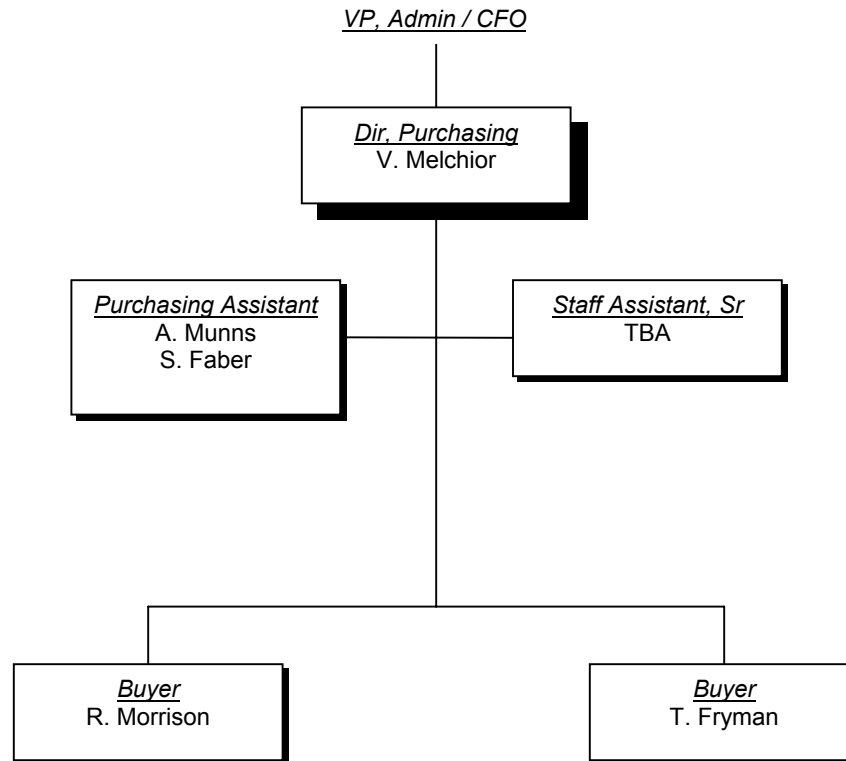 VP, Admin / CFO
Dir, Purchasing
V. Melchior
Purchasing Assistant
A. Munns
S. Faber
Staff Assistant, Sr
TBA
Buyer
R. Morrison
Buyer
T. Fryman